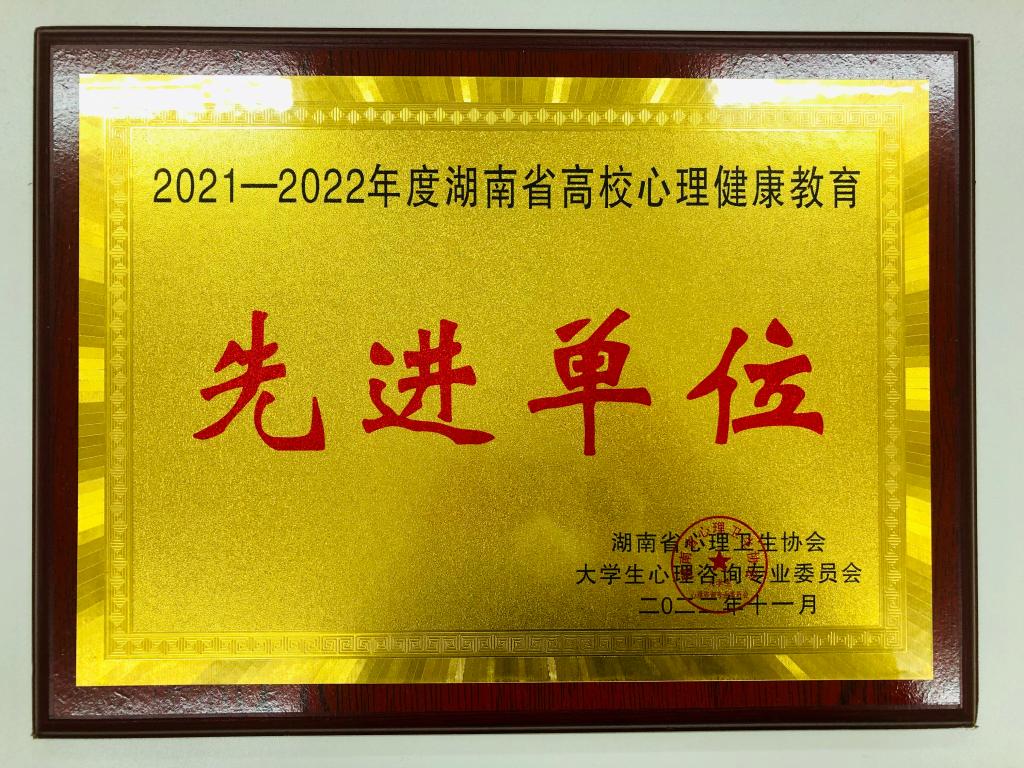 2021—2022年度湖南省高校心理健康教育
先进单位
湖南省心理卫生协会
大学生心理咨询专业委员会
二〇二二年十一月